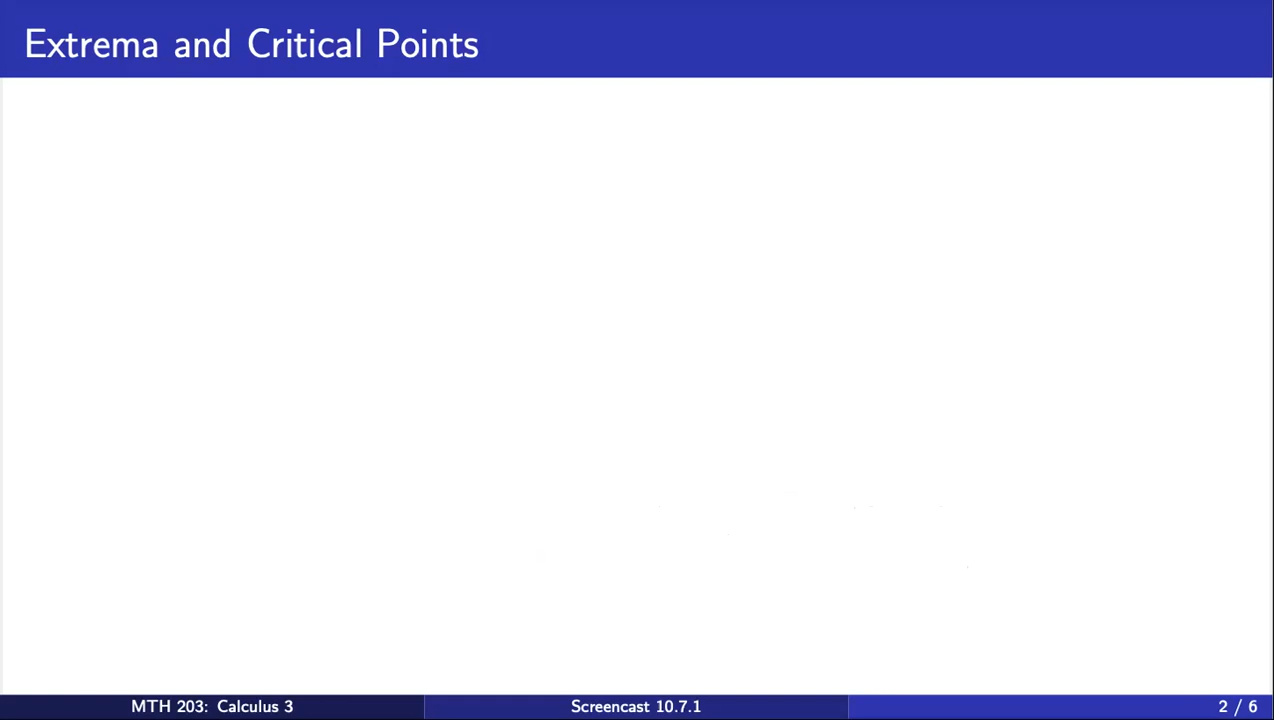 Extrema and Critical Points
MTH 203: Calculus 3
Screencast 10.7.1
2 / 6